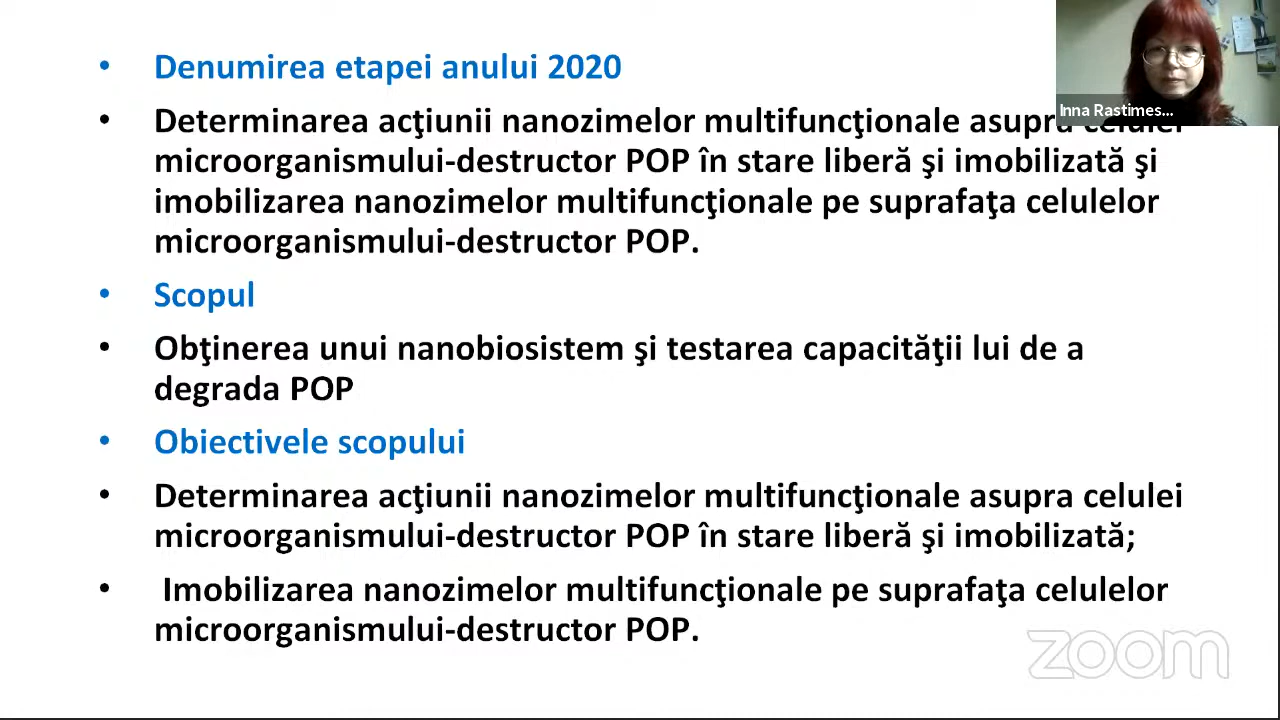 Denumirea etapei anului 2020
Determinarea acţiunii nanozimelor multifuncţionale asupra celulei
microorganismului-destructor POP în stare liberă şi imobilizată şi
imobilizarea nanozimelor multifuncţionale pe suprafaţa celulelor
microorganismului-destructor POP.
Scopul
Obţinerea unui nanobiosistem şi testarea capacităţii lui de a
degrada POP
Obiectivele scopului
Determinarea acţiunii nanozimelor multifuncţionale asupra celulei
microorganismului-destructor POP în stare liberă şi imobilizată;
Imobilizarea nanozimelor multifuncţionale pe suprafaţa celulelor
microorganismului-destructor POP.
Inna Rastimes...
zoom